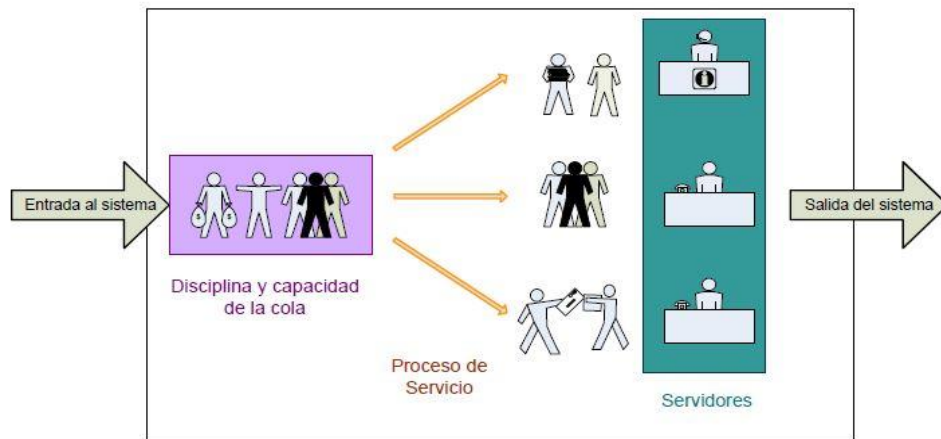 Entrada al sistema
$ $
i
Disciplina y capacidad
de la cola
Proceso de
Servicio
Servidores
Salida del sistema